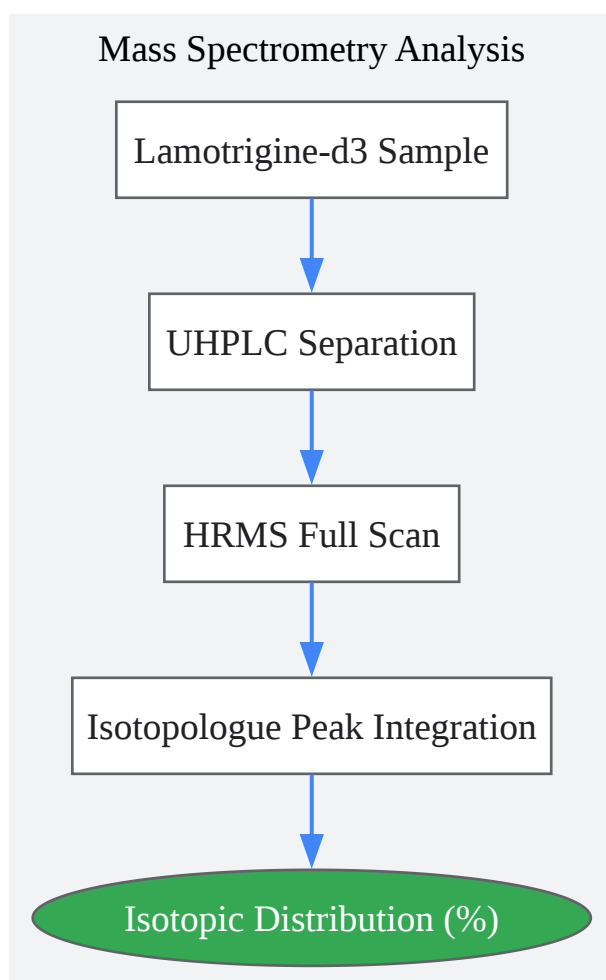 Mass Spectrometry Analysis
Lamotrigine-d3 Sample
UHPLC Separation
HRMS Full Scan
Isotopologue Peak Integration
Isotopic Distribution (%)